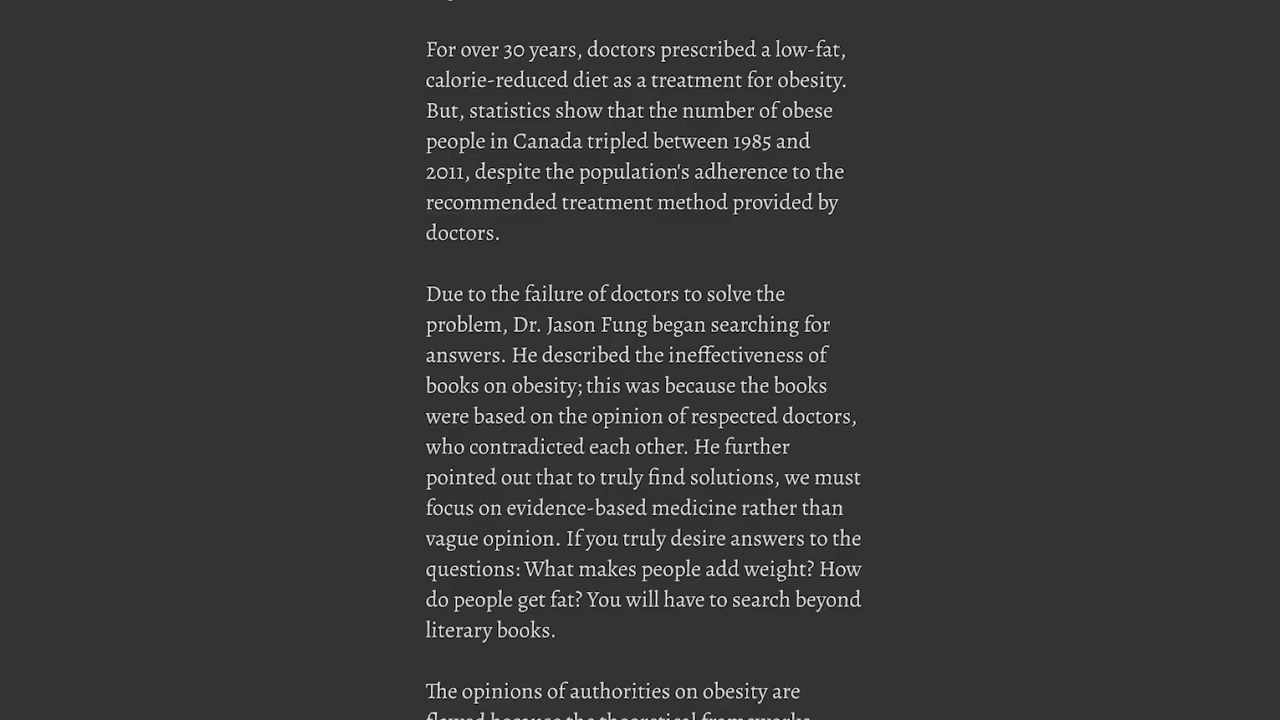 For over 30 years, doctors prescribed a low-fat,
calorie-reduced diet as a treatment for obesity.
But, statistics show that the number of obese
people in Canada tripled between 1985 and
2011, despite the population's adherence to the
recommended treatment method provided by
doctors.
Due to the failure of doctors to solve the
problem, Dr. Jason Fung began searching for
answers. He described the ineffectiveness of
books on obesity; this was because the books
were based on the opinion of respected doctors,
who contradicted each other. He further
pointed out that to truly find solutions, we must
focus on evidence-based medicine rather than
vague opinion. If you truly desire answers to the
questions: What makes people add weight? How
do people get fat? You will have to search beyond
literary books.
The opinions of authorities on obesity are
flawed because the theoretical frameworks